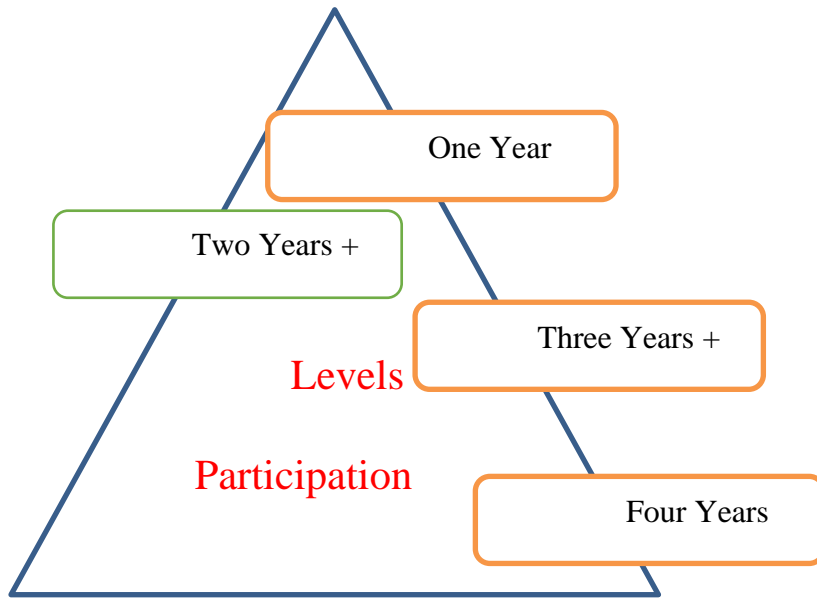 One Year
Two Years +
Three Years +
Levels
Participation
Four Years